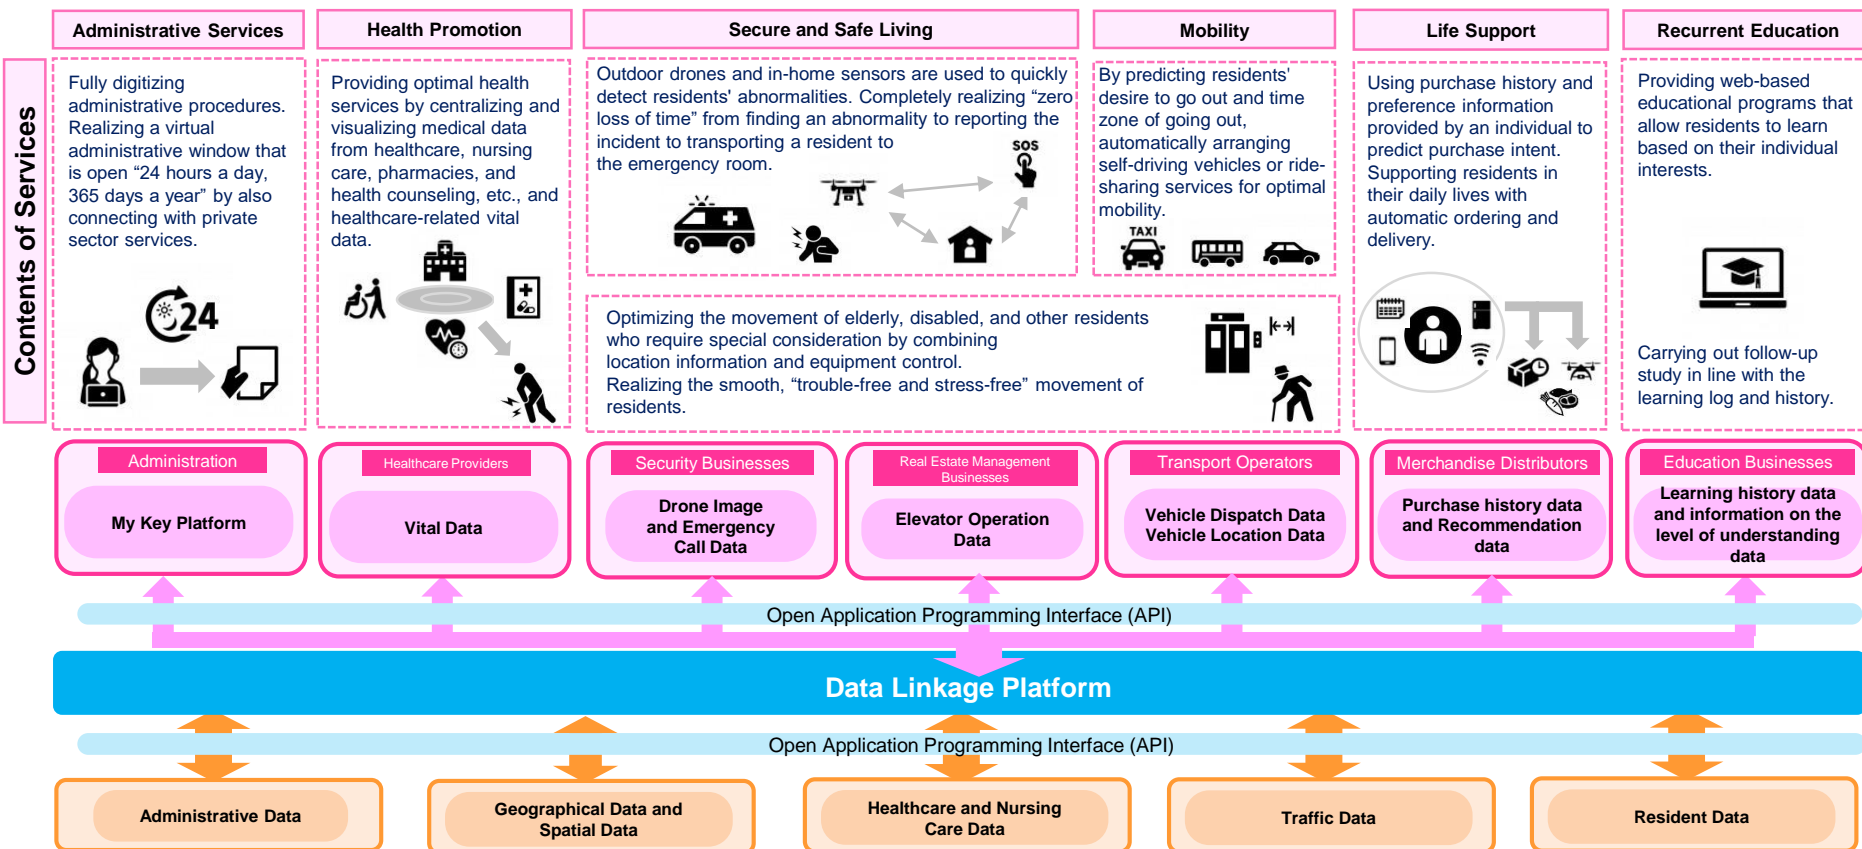 Administrative Services
Health Promotion
Secure and Safe Living
Mobility
Life Support
Recurrent Education
Contents of Services
Fully digitizing
administrative procedures.
Realizing a virtual
administrative window that
is open “24 hours a day,
365 days a year” by also
connecting with private
sector services.
24
Providing optimal health
services by centralizing and
visualizing medical data
from healthcare, nursing
care, pharmacies, and
health counseling, etc., and
healthcare-related vital
data.
Outdoor drones and in-home sensors are used to quickly
detect residents' abnormalities. Completely realizing “zero
loss of time” from finding an abnormality to reporting the
incident to transporting a resident to
the emergency room.
SOS
By predicting residents'
desire to go out and time
zone of going out,
automatically arranging
self-driving vehicles or ride-
sharing services for optimal
mobility.
TAXI
Optimizing the movement of elderly, disabled, and other residents
who require special consideration by combining
location information and equipment control.
Realizing the smooth, “trouble-free and stress-free” movement of
residents.
Using purchase history and
preference information
provided by an individual to
predict purchase intent.
Supporting residents in
their daily lives with
automatic ordering and
delivery.
Providing web-based
educational programs that
allow residents to learn
based on their individual
interests.
Carrying out follow-up
study in line with the
learning log and history.
Administration
My Key Platform
Healthcare Providers
Vital Data
Security Businesses
Drone Image
and Emergency
Call Data
Real Estate Management
Businesses
Elevator Operation
Data
Transport Operators
Vehicle Dispatch Data
Vehicle Location Data
Merchandise Distributors
Purchase history data
and Recommendation
data
Education Businesses
Learning history data
and information on the
level of understanding
data
Open Application Programming Interface (API)
Data Linkage Platform
Open Application Programming Interface (API)
Administrative Data
Geographical Data and
Spatial Data
Healthcare and Nursing
Care Data
Traffic Data
Resident Data